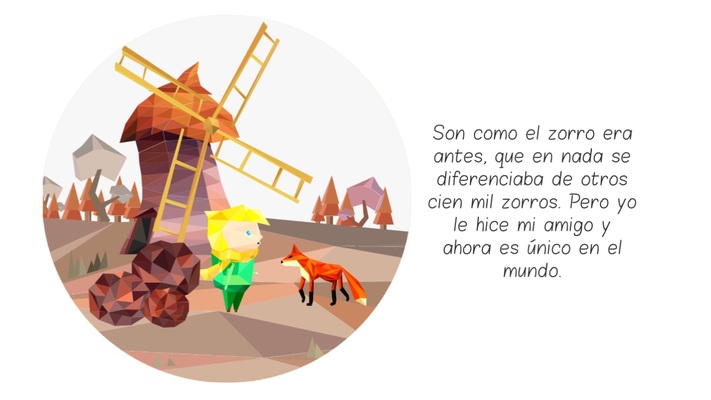 Son como el zorro era
antes, que en nada se
diferenciaba de otros
cien mil zorros. Pero yo
le hice mi amigo y
ahora es único en el
mundo.